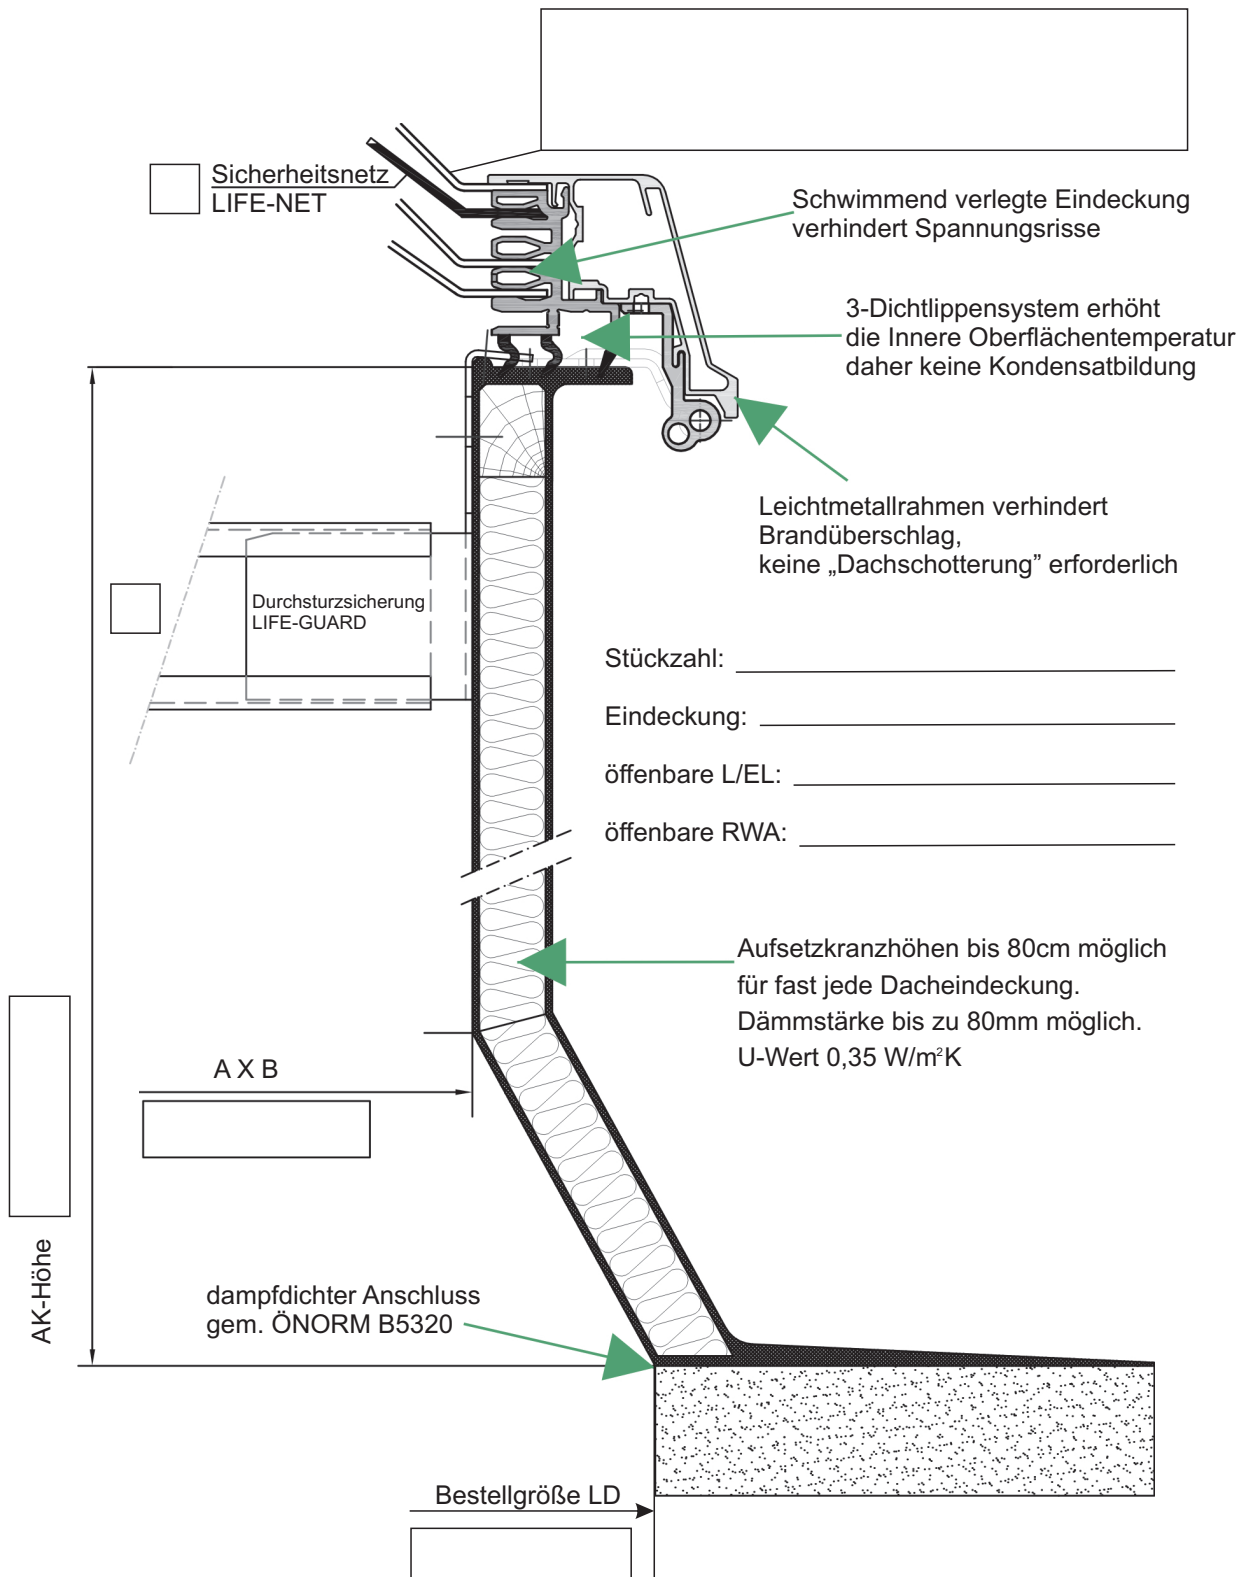 Sicherheitsnetz
LIFE-NET
Schwimmend verlegte Eindeckung
verhindert Spannungsrisse
3-Dichtlippensystem erhöht
die Innere Oberflächentemperatur
daher keine Kondensatbildung
Leichtmetallrahmen verhindert
Brandüberschlag,
keine „Dachschotterung” erforderlich
Durchsturzsicherung
LIFE-GUARD
Stückzahl:
Eindeckung:
öffenbare L/EL:
öffenbare RWA:
Aufsetzkranzhöhen bis 80cm möglich
für fast jede Dacheindeckung.
Dämmstärke bis zu 80mm möglich.
U-Wert 0,35 W/m²K
A X B
AK-Höhe
dampfdichter Anschluss
gem. ÖNORM B5320
Bestellgröße LD